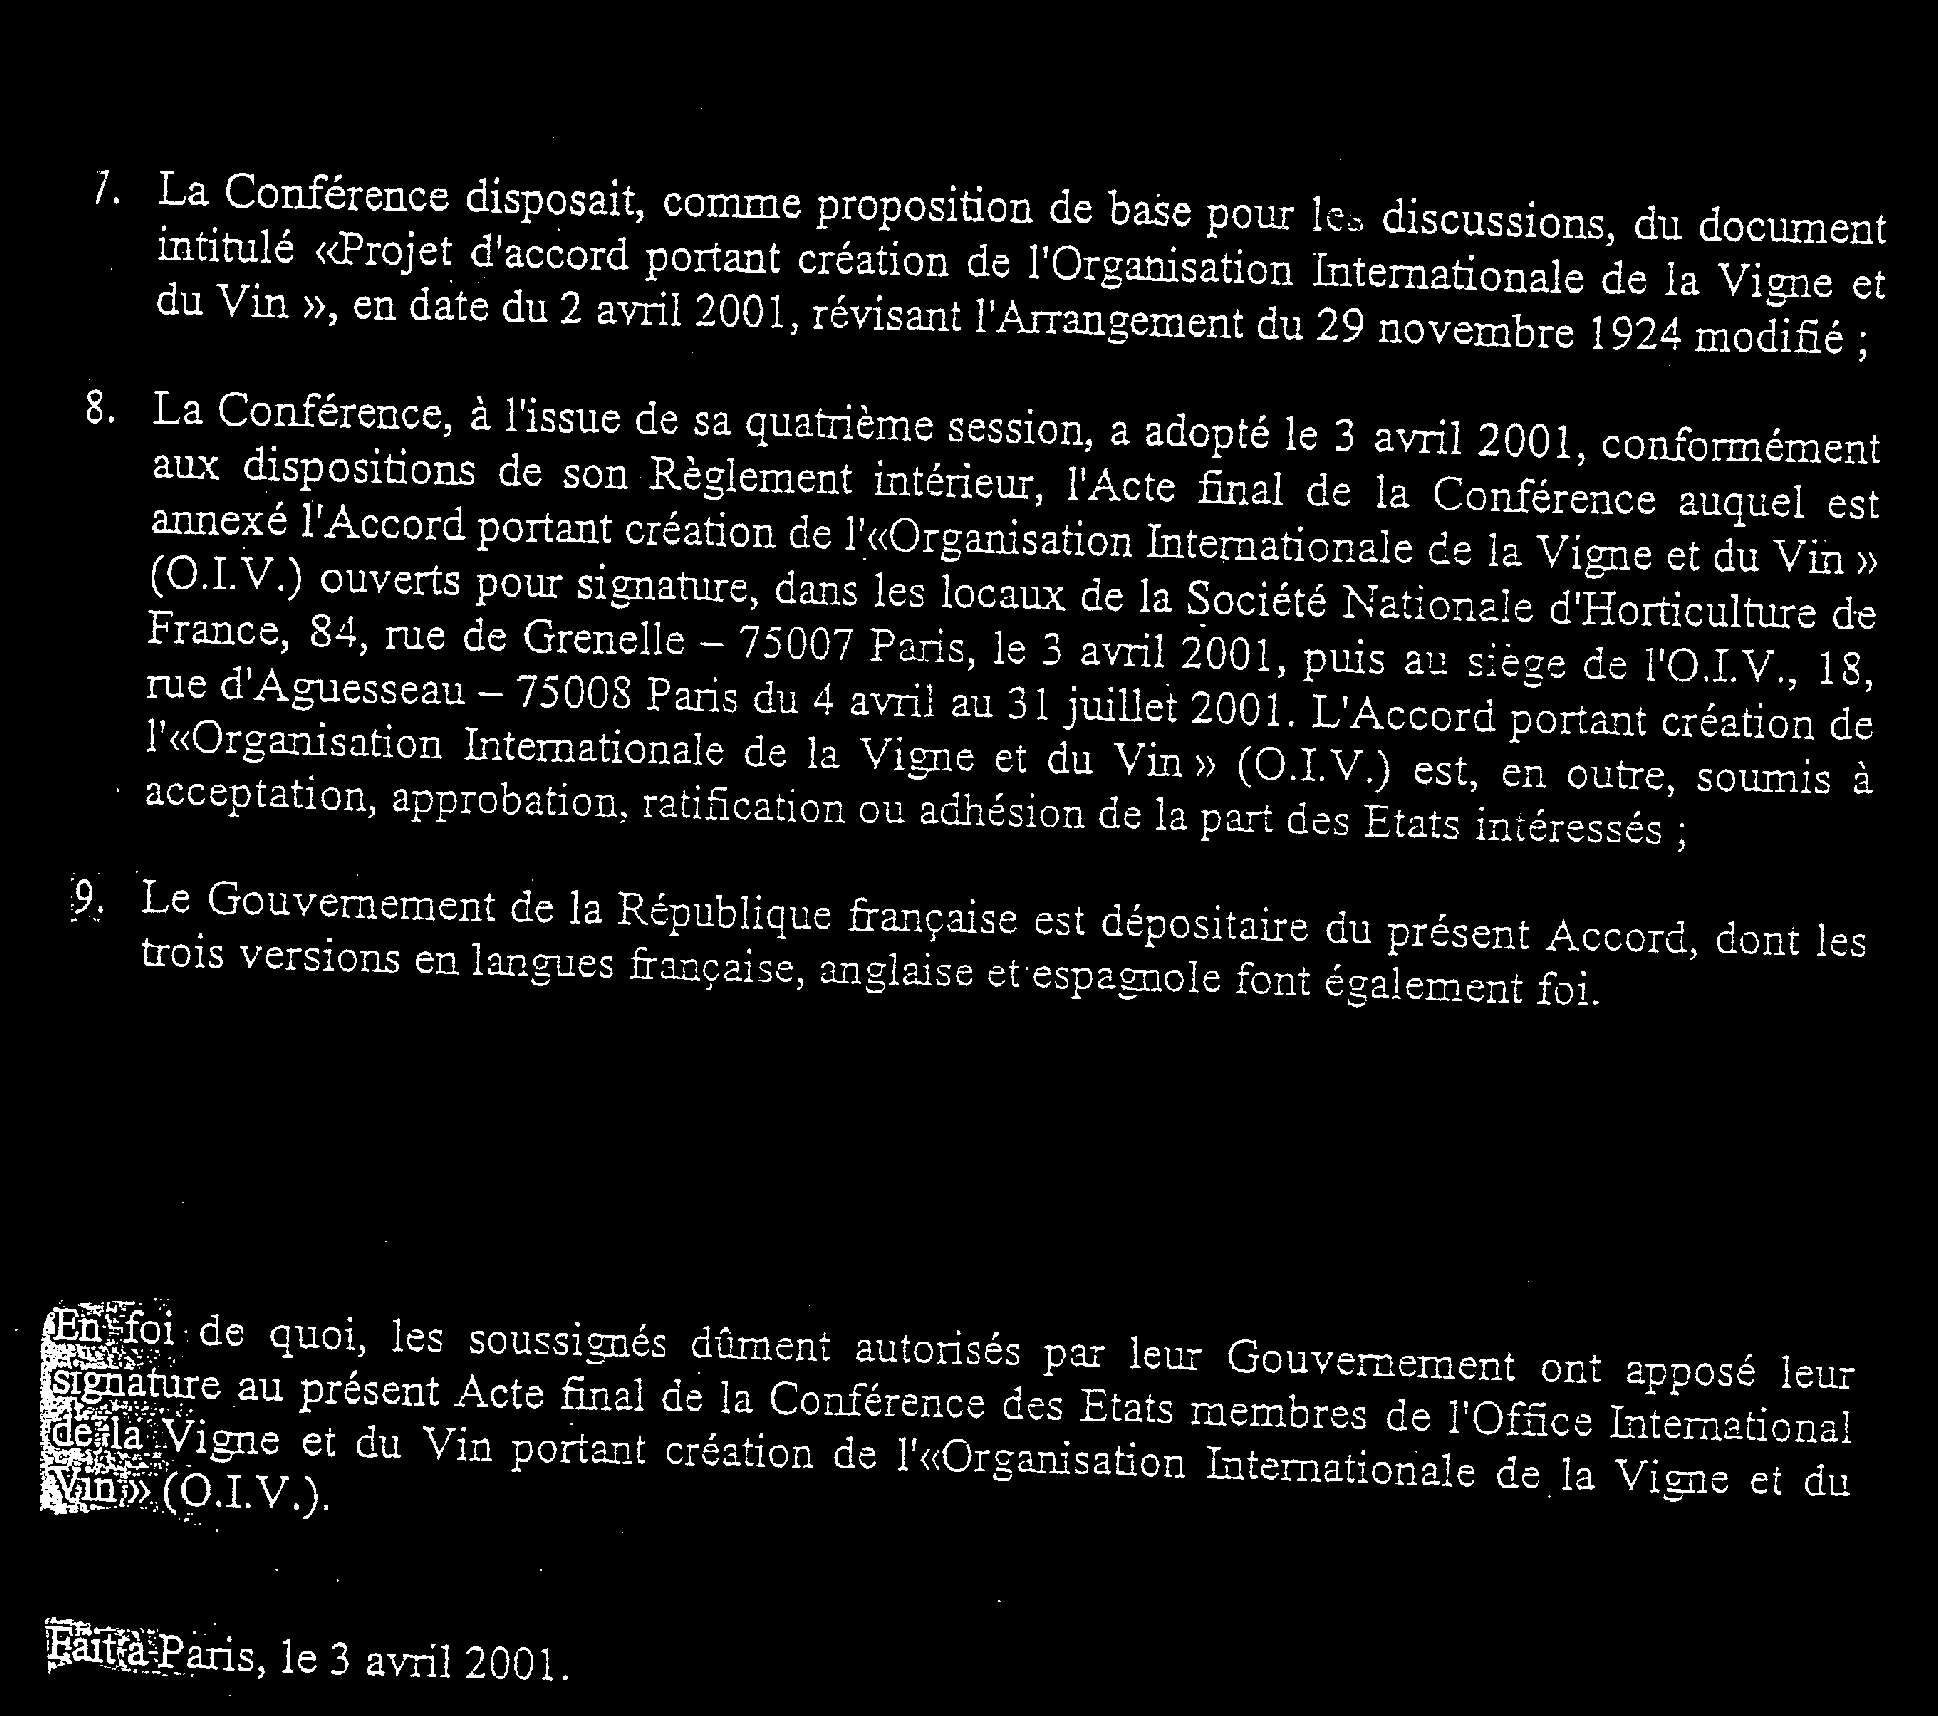 7. La Conférence disposait, comme proposition de base pour les discussions, du document
intitulé «Projet d'accord portant création de l'Organisation Internationale de la Vigne et
du Vin », en date du 2 avril 2001, révisant l'Arrangement du 29 novembre 1924 modifié ;
8. La Conférence, à l'issue de sa quatrième session, a adopté le 3 avril 2001, conformément
aux dispositions de son Règlement intérieur, l'Acte final de la Conférence auquel est
annexé l'Accord portant création de l'«Organisation Internationale de la Vigne et du Vin »
(O.I.V.) ouverts pour signature, dans les locaux de la Société Nationale d'Horticulture de
France, 84, rue de Grenelle – 75007 Paris, le 3 avril 2001, puis au siège de l'O.I.V., 18,
rue d'Aguesseau – 75008 Paris du 4 avril au 31 juillet 2001. L'Accord portant création de
l'«Organisation Internationale de la Vigne et du Vin » (O.I.V.) est, en outre, soumis à
acceptation, approbation, ratification ou adhésion de la part des Etats intéressés ;
9. Le Gouvernement de la République française est dépositaire du présent Accord, dont les
trois versions en langues française, anglaise et espagnole font également foi.
En foi de quoi, les soussignés dûment autorisés par leur Gouvernement ont apposé leur
signature au présent Acte final de la Conférence des Etats membres de l'Office International
de la Vigne et du Vin portant création de l'«Organisation Internationale de la Vigne et du
Vin» (O.I.V.).
Fait à Paris, le 3 avril 2001.